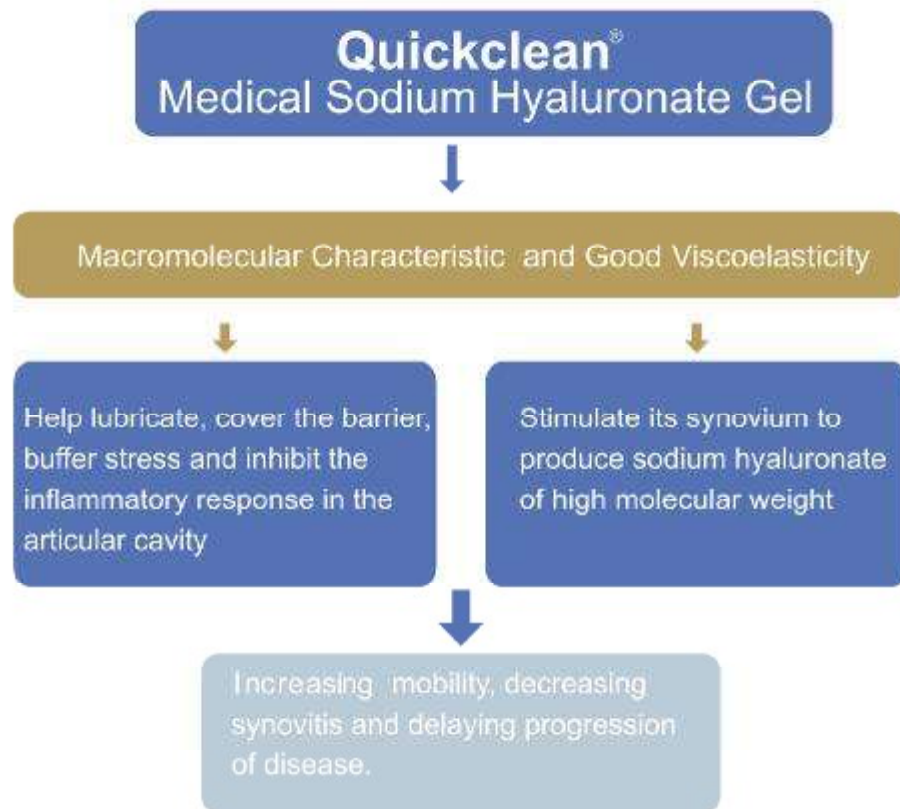 Quickclean®
Medical Sodium Hyaluronate Gel
Macromolecular Characteristic and Good Viscoelasticity
Help lubricate, cover the barrier,
buffer stress and inhibit the
inflammatory response in the
articular cavity
Stimulate its synovium to
produce sodium hyaluronate
of high molecular weight
Increasing mobility, decreasing
synovitis and delaying progression
of disease.